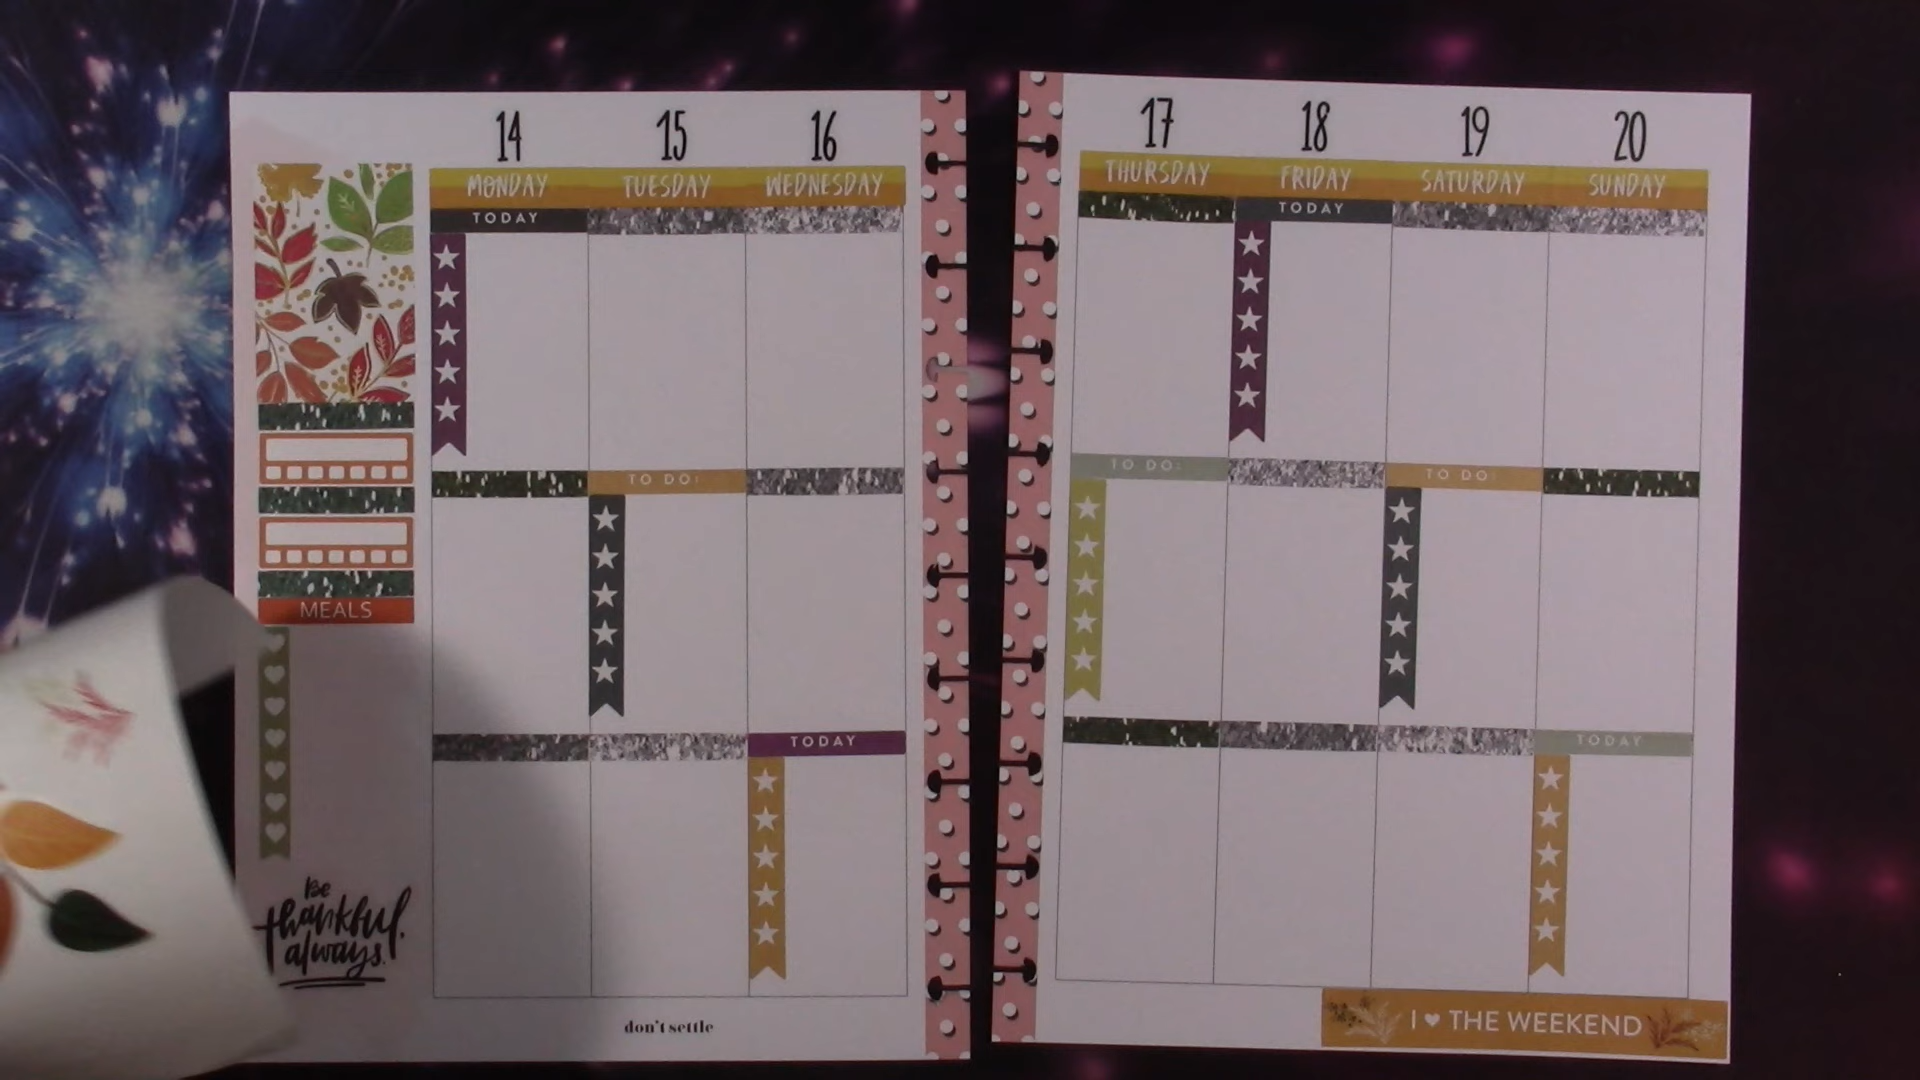 14 15 16
MONDAY TUESDAY WEDNESDAY
TODAY
TO DO:
TODAY
MEALS
Be
thankful,
always.
don't settle
17 18 19 20
THURSDAY FRIDAY SATURDAY SUNDAY
TODAY
TO DO: TO DO:
TODAY
I ♥ THE WEEKEND